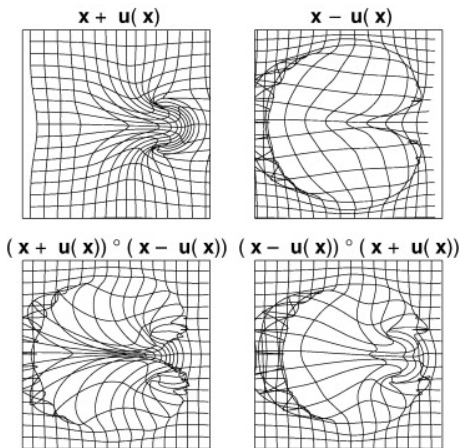 x + u( x)
x − u( x)
( x + u( x)) ∘ ( x − u( x))
( x − u( x)) ∘ ( x + u( x))